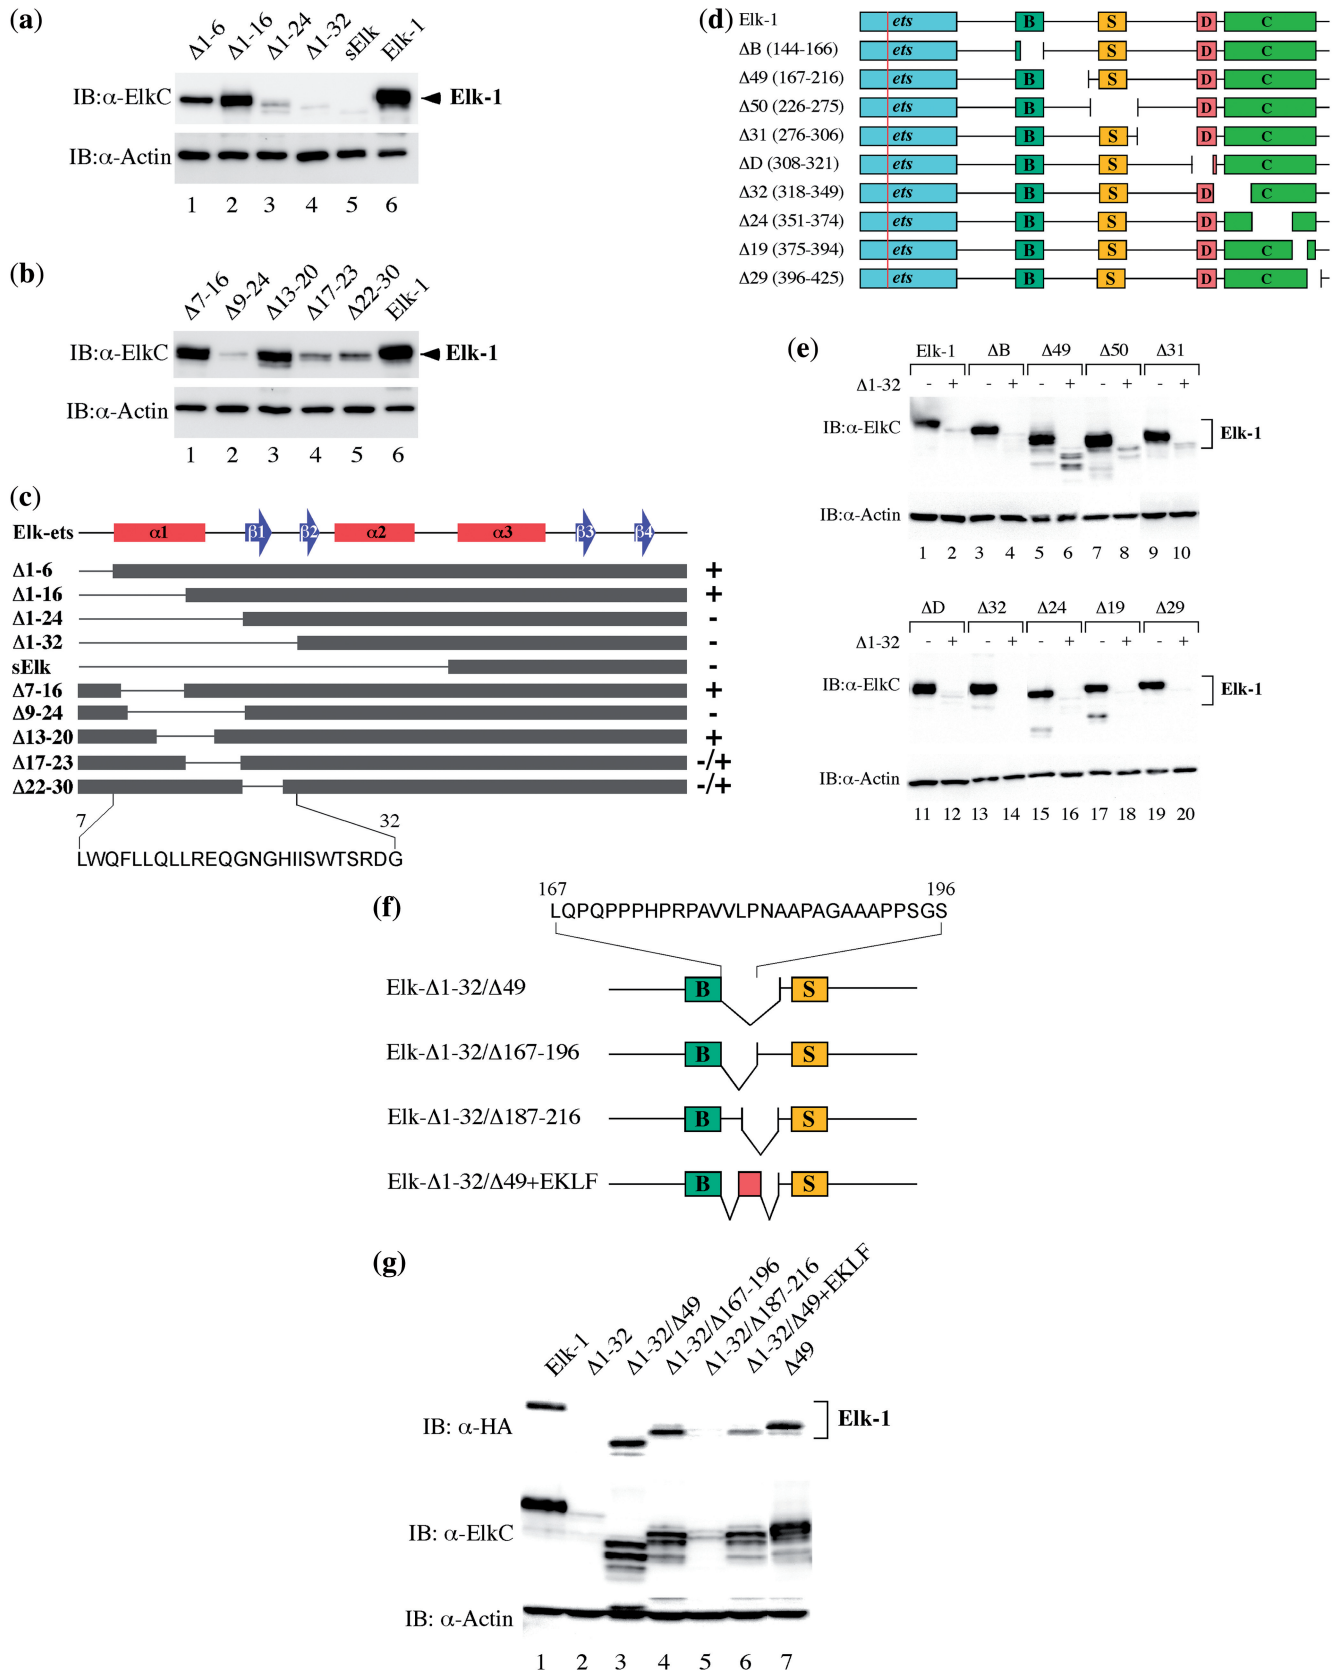 (a)
Δ1-6 Δ1-16 Δ1-24 Δ1-32 sElk Elk-1
IB:α-ElkC
Elk-1
IB:α-Actin
1 2 3 4 5 6
(b)
Δ7-16 Δ9-24 Δ13-20 Δ17-23 Δ22-30 Elk-1
IB:α-ElkC
Elk-1
IB:α-Actin
1 2 3 4 5 6
(c)
Elk-ets α1 β1 β2 α2 α3 β3 β4
Δ1-6 +
Δ1-16 +
Δ1-24 -
Δ1-32 -
sElk -
Δ7-16 +
Δ9-24 -
Δ13-20 +
Δ17-23 -/+
Δ22-30 -/+
7 32
LWQFLLQLLREQGNGHIISWTSRDG
(d)
Elk-1 ets B S D C
ΔB (144-166) ets S D C
Δ49 (167-216) ets B S D C
Δ50 (226-275) ets B D C
Δ31 (276-306) ets B S D C
ΔD (308-321) ets B S C
Δ32 (318-349) ets B S D C
Δ24 (351-374) ets B S D
Δ19 (375-394) ets B S D C
Δ29 (396-425) ets B S D C
(e)
Elk-1 ΔB Δ49 Δ50 Δ31
Δ1-32 - + - + - + - + - +
IB:α-ElkC
Elk-1
IB:α-Actin
1 2 3 4 5 6 7 8 9 10
ΔD Δ32 Δ24 Δ19 Δ29
Δ1-32 - + - + - + - + - +
IB:α-ElkC
Elk-1
IB:α-Actin
11 12 13 14 15 16 17 18 19 20
(f)
167 196
LQPQPPPHPRPAVVLPNAAPAGAAAPPSGS
Elk-Δ1-32/Δ49 B S
Elk-Δ1-32/Δ167-196 B S
Elk-Δ1-32/Δ187-216 B S
Elk-Δ1-32/Δ49+EKLF B S
(g)
Elk-1 Δ1-32 Δ1-32/Δ49 Δ1-32/Δ167-196 Δ1-32/Δ187-216 Δ1-32/Δ49+EKLF Δ49
IB: α-HA
Elk-1
IB: α-ElkC
IB: α-Actin
1 2 3 4 5 6 7